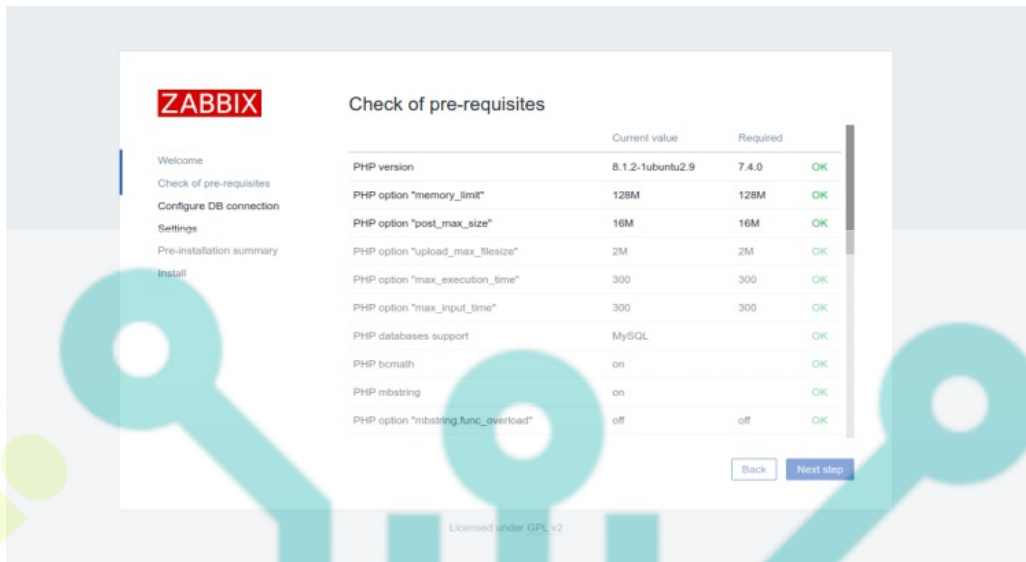 ZABBIX
Check of pre-requisites
Current value Required
Welcome
Check of pre-requisites
Configure DB connection
Settings
Pre-installation summary
Install
PHP version 8.1.2-1ubuntu2.9 7.4.0 OK
PHP option "memory_limit" 128M 128M OK
PHP option "post_max_size" 16M 16M OK
PHP option "upload_max_filesize" 2M 2M OK
PHP option "max_execution_time" 300 300 OK
PHP option "max_input_time" 300 300 OK
PHP databases support MySQL OK
PHP bcmath on OK
PHP mbstring on OK
PHP option "mbstring.func_overload" off off OK
Back Next step
Licensed under GPL v2